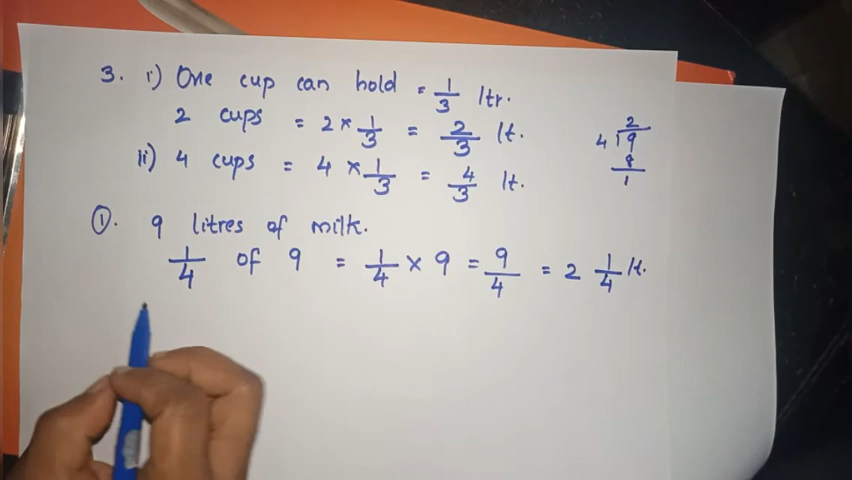 3. i) One cup can hold = 1/3 ltr.
2 cups = 2 × 1/3 = 2/3 lt.
ii) 4 cups = 4 × 1/3 = 4/3 lt.
2
4 9
8
1
①. 9 litres of milk.
1/4 of 9 = 1/4 × 9 = 9/4 = 2 1/4 lt.